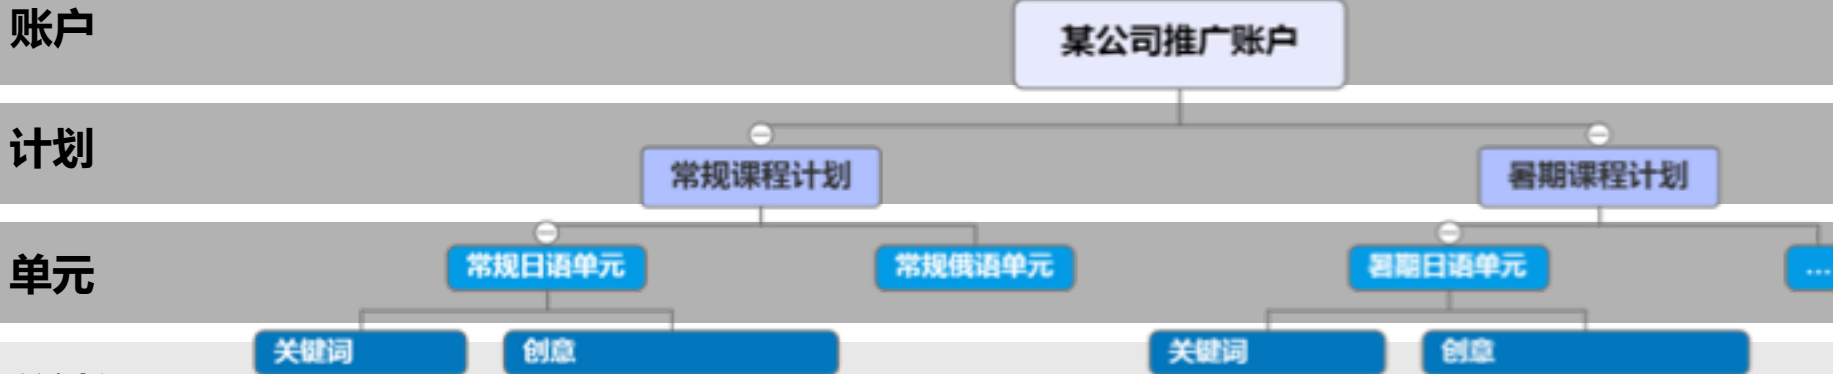 账户
某公司推广账户
计划
常规课程计划
暑期课程计划
单元
常规日语单元
常规俄语单元
暑期日语单元
...
关键词
创意
关键词
创意